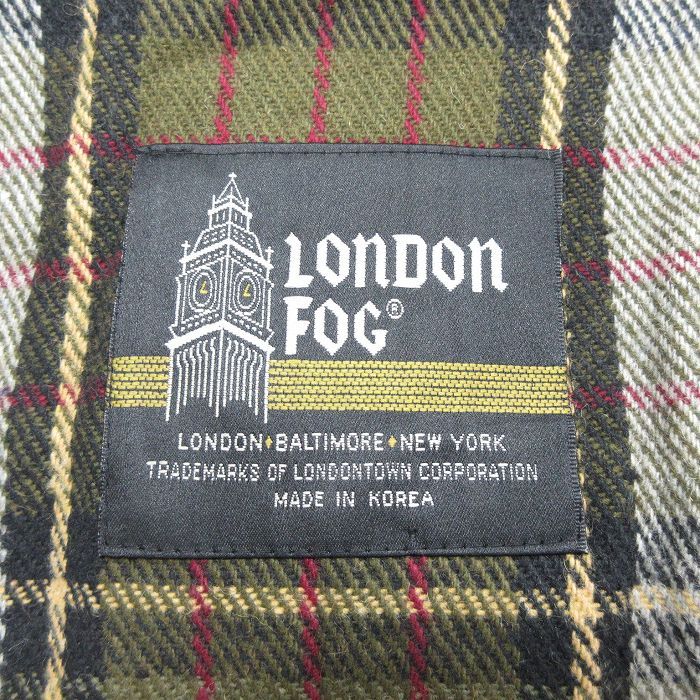 LONDON
FOG®
LONDON♦BALTIMORE♦NEW YORK
TRADEMARKS OF LONDONTOWN CORPORATION
MADE IN KOREA